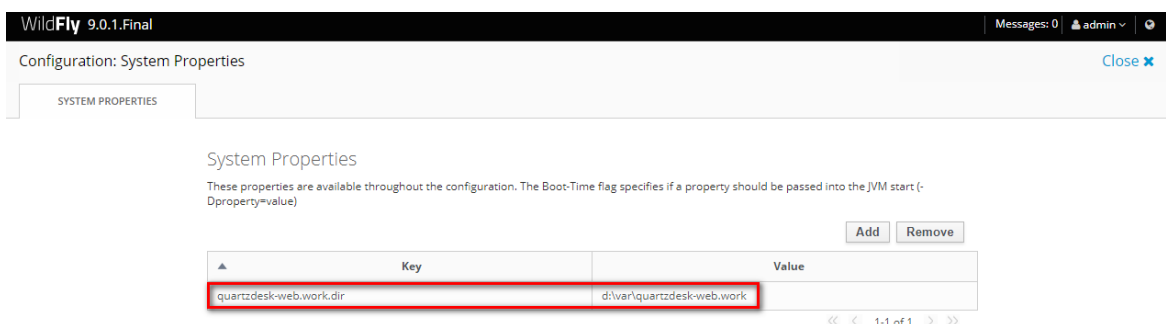 WildFly 9.0.1.Final Messages: 0 admin
Configuration: System Properties Close
SYSTEM PROPERTIES
System Properties
These properties are available throughout the configuration. The Boot-Time flag specifies if a property should be passed into the JVM start (-
Dproperty=value)
Add Remove
Key Value
quartzdesk-web.work.dir d:\var\quartzdesk-web.work
1-1 of 1